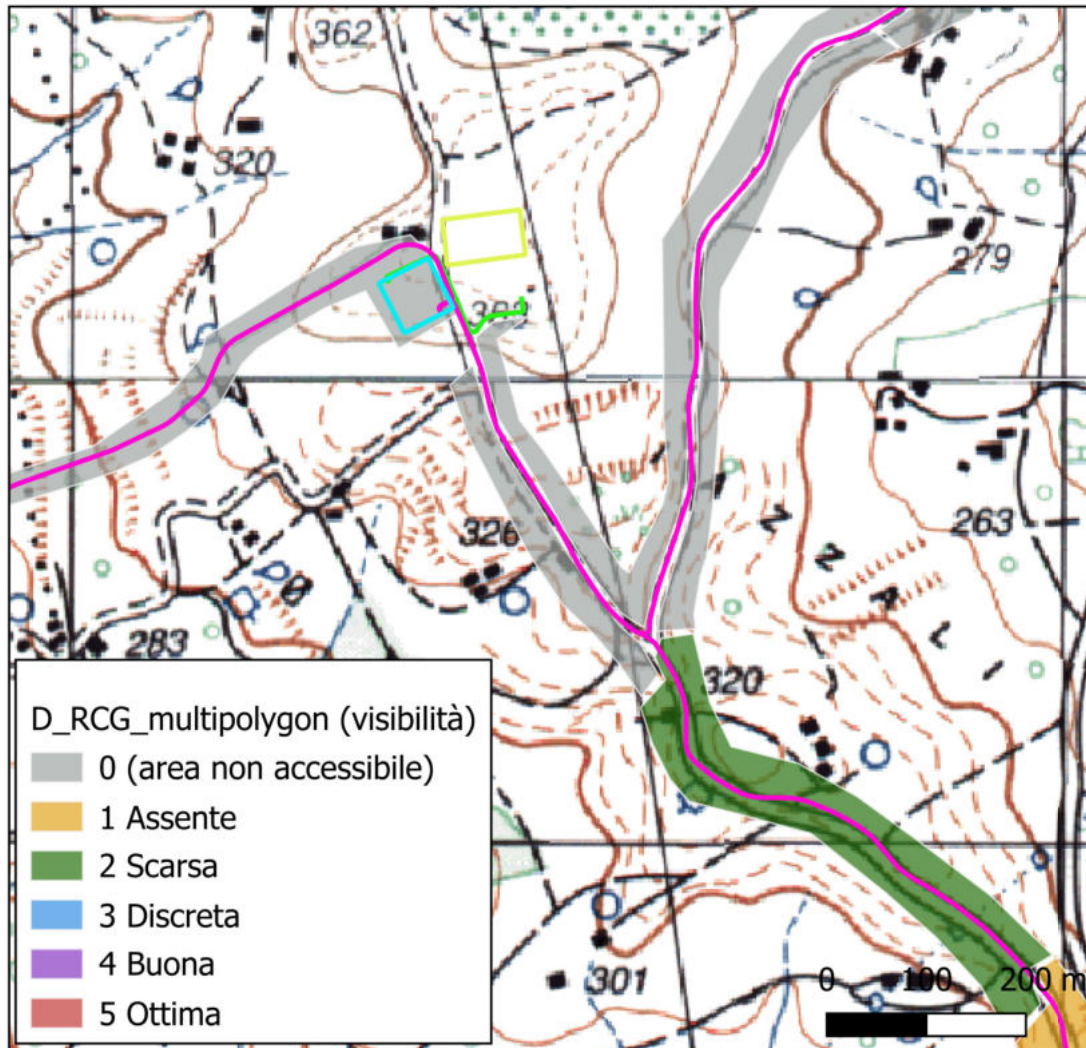 362
320
279
326
263
283
320
D_RCG_multipolygon (visibilità)
0 (area non accessibile)
1 Assente
2 Scarsa
3 Discreta
4 Buona
5 Ottima
301
0 100 200 m